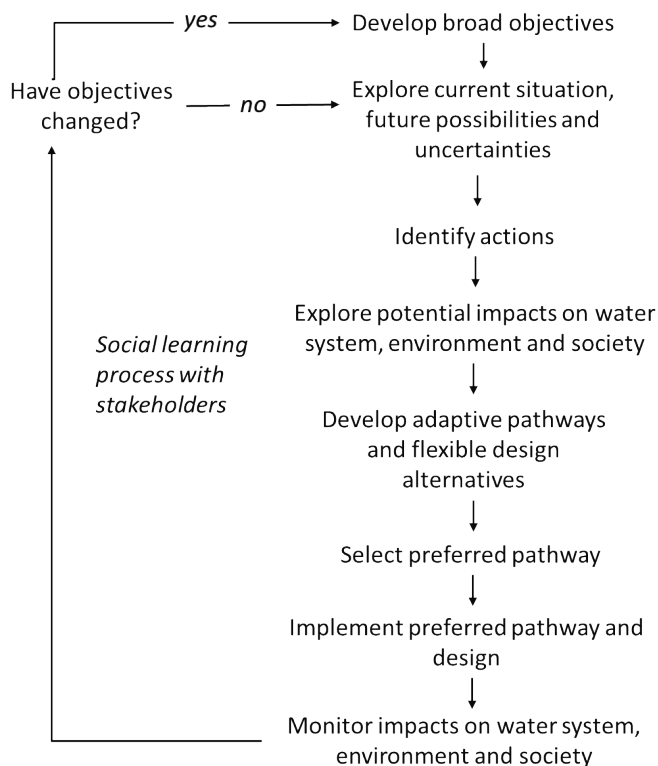 yes
Develop broad objectives
Have objectives
changed?
no
Explore current situation,
future possibilities and
uncertainties
Identify actions
Explore potential impacts on water
system, environment and society
Social learning
process with
stakeholders
Develop adaptive pathways
and flexible design
alternatives
Select preferred pathway
Implement preferred pathway and
design
Monitor impacts on water system,
environment and society